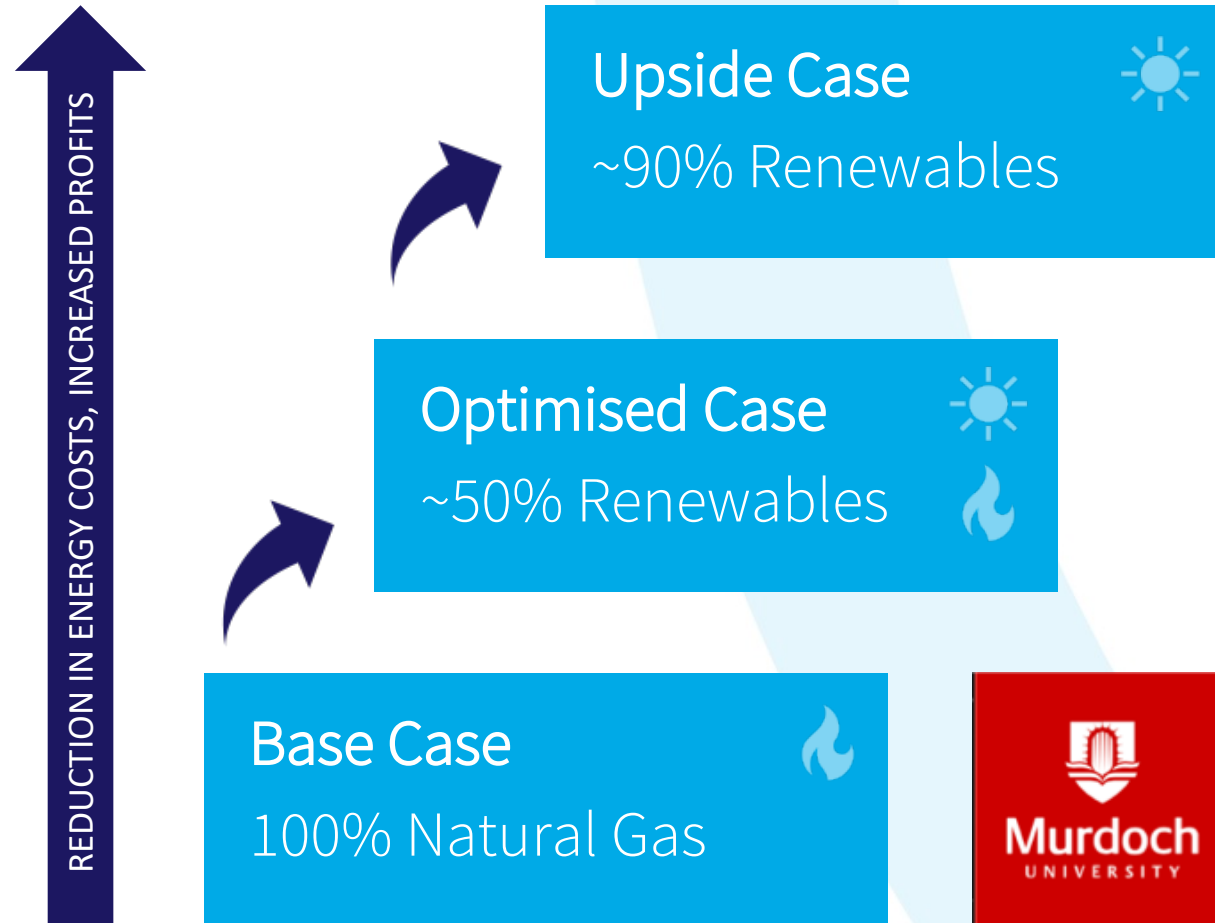 REDUCTION IN ENERGY COSTS, INCREASED PROFITS
Upside Case
~90% Renewables
Optimised Case
~50% Renewables
Base Case
100% Natural Gas
Murdoch
UNIVERSITY